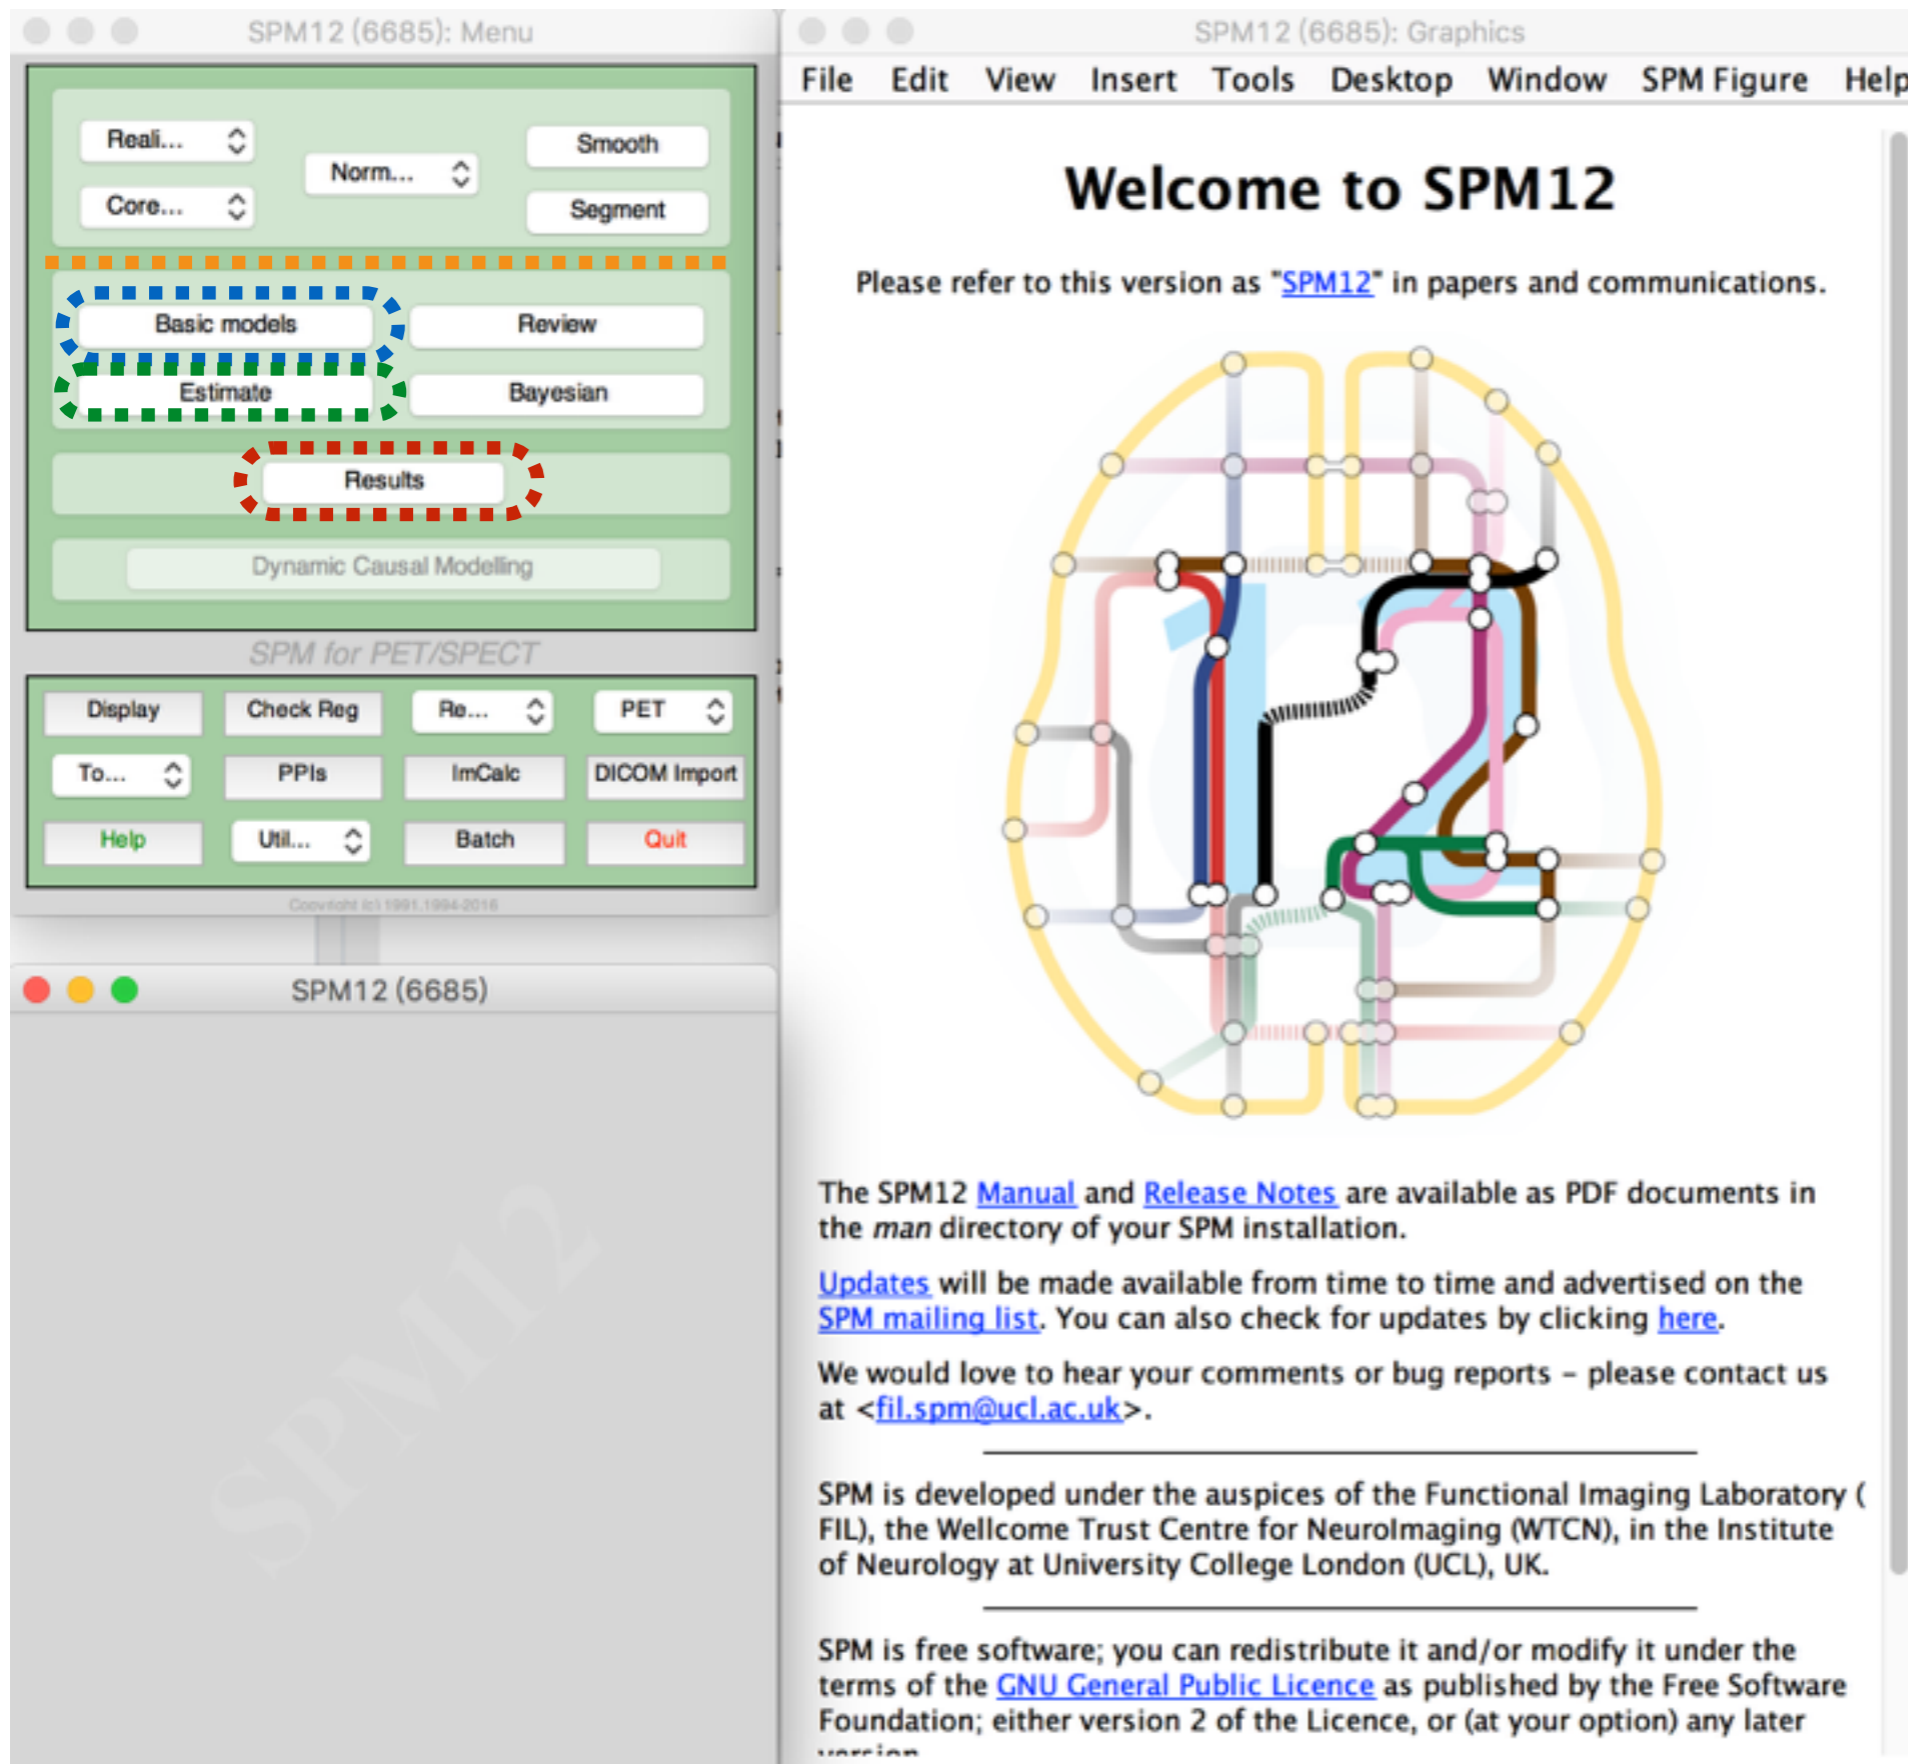 SPM12 (6685): Menu
Reali...
Smooth
Norm...
Core...
Segment
Basic models
Review
Estimate
Bayesian
Results
Dynamic Causal Modelling
SPM for PET/SPECT
Display
Check Reg
Re...
PET
To...
PPIs
ImCalc
DICOM Import
Help
Util...
Batch
Quit
Copyright (c) 1991,1994-2016
SPM12 (6685)
SPM12
SPM12 (6685): Graphics
File Edit View Insert Tools Desktop Window SPM Figure Help
Welcome to SPM12
Please refer to this version as "SPM12" in papers and communications.
The SPM12 Manual and Release Notes are available as PDF documents in
the man directory of your SPM installation.
Updates will be made available from time to time and advertised on the
SPM mailing list. You can also check for updates by clicking here.
We would love to hear your comments or bug reports – please contact us
at <fil.spm@ucl.ac.uk>.
SPM is developed under the auspices of the Functional Imaging Laboratory (
FIL), the Wellcome Trust Centre for NeuroImaging (WTCN), in the Institute
of Neurology at University College London (UCL), UK.
SPM is free software; you can redistribute it and/or modify it under the
terms of the GNU General Public Licence as published by the Free Software
Foundation; either version 2 of the Licence, or (at your option) any later
version